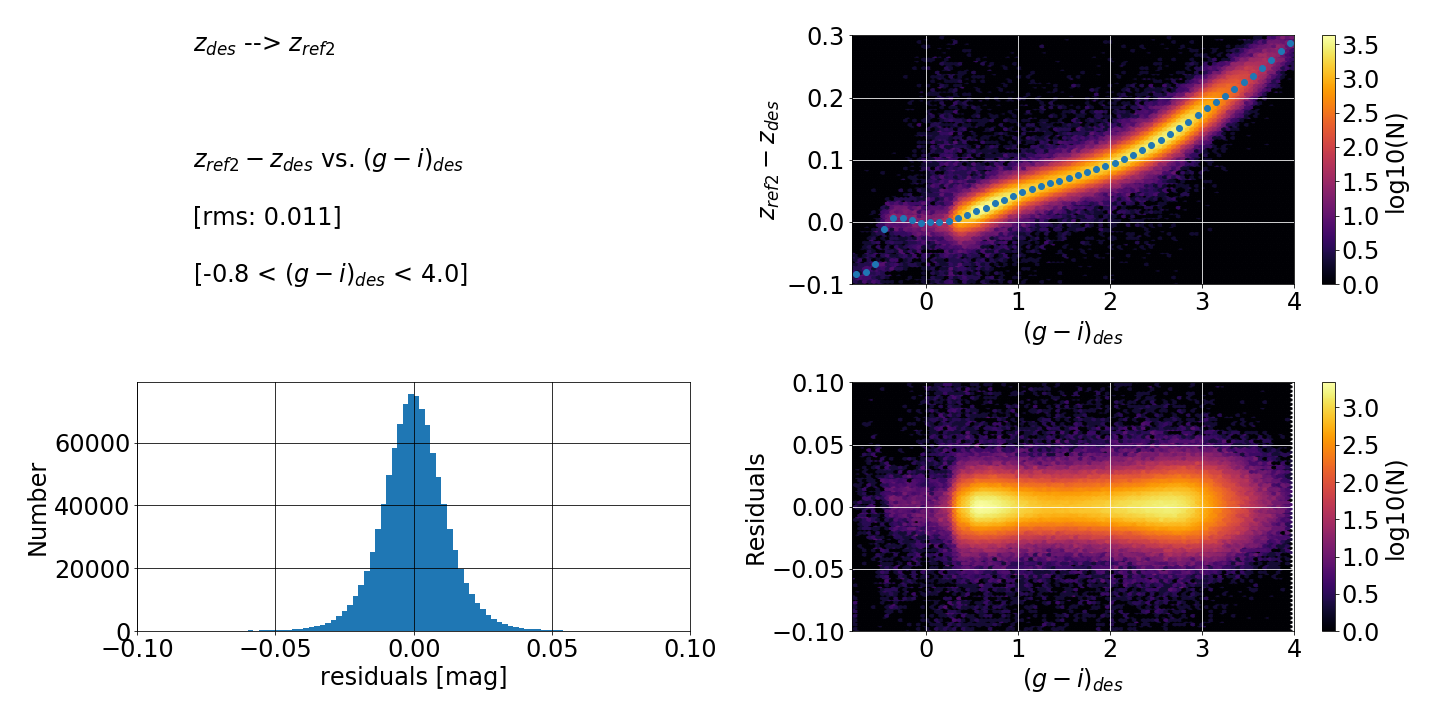 z_des --> z_ref2
z_ref2 − z_des vs. (g − i)_des
[rms: 0.011]
[-0.8 < (g − i)_des < 4.0]
0.3
0.2
0.1
0.0
−0.1
z_ref2 − z_des
0 1 2 3 4
(g − i)_des
3.5
3.0
2.5
2.0
1.5
1.0
0.5
0.0
log10(N)
60000
40000
20000
0
Number
−0.10 −0.05 0.00 0.05 0.10
residuals [mag]
0.10
0.05
0.00
−0.05
−0.10
Residuals
0 1 2 3 4
(g − i)_des
3.0
2.5
2.0
1.5
1.0
0.5
0.0
log10(N)